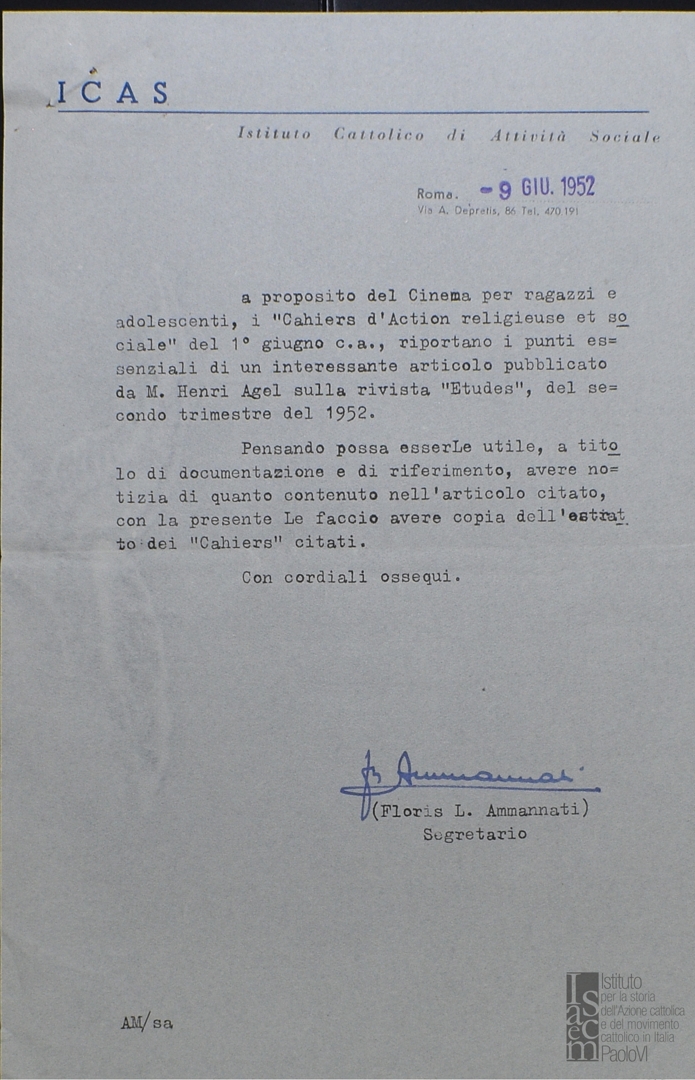 ICAS
Istituto Cattolico di Attività Sociale
Roma. - 9 GIU. 1952
Via A. Depretis, 86 Tel. 470.191
a proposito del Cinema per ragazzi e
adolescenti, i "Cahiers d'Action religieuse et so
ciale" del 1° giugno c.a., riportano i punti es=
senziali di un interessante articolo pubblicato
da M. Henri Agel sulla rivista "Etudes", del se=
condo trimestre del 1952.
Pensando possa esserLe utile, a tito
lo di documentazione e di riferimento, avere no=
tizia di quanto contenuto nell'articolo citato,
con la presente Le faccio avere copia dell'estrat
to dei "Cahiers" citati.
Con cordiali ossequi.
Ammannati
(Floris L. Ammannati)
Segretario
AM/sa
Isacem
Istituto
per la storia
dell'Azione cattolica
e del movimento
cattolico in Italia
PaoloVI